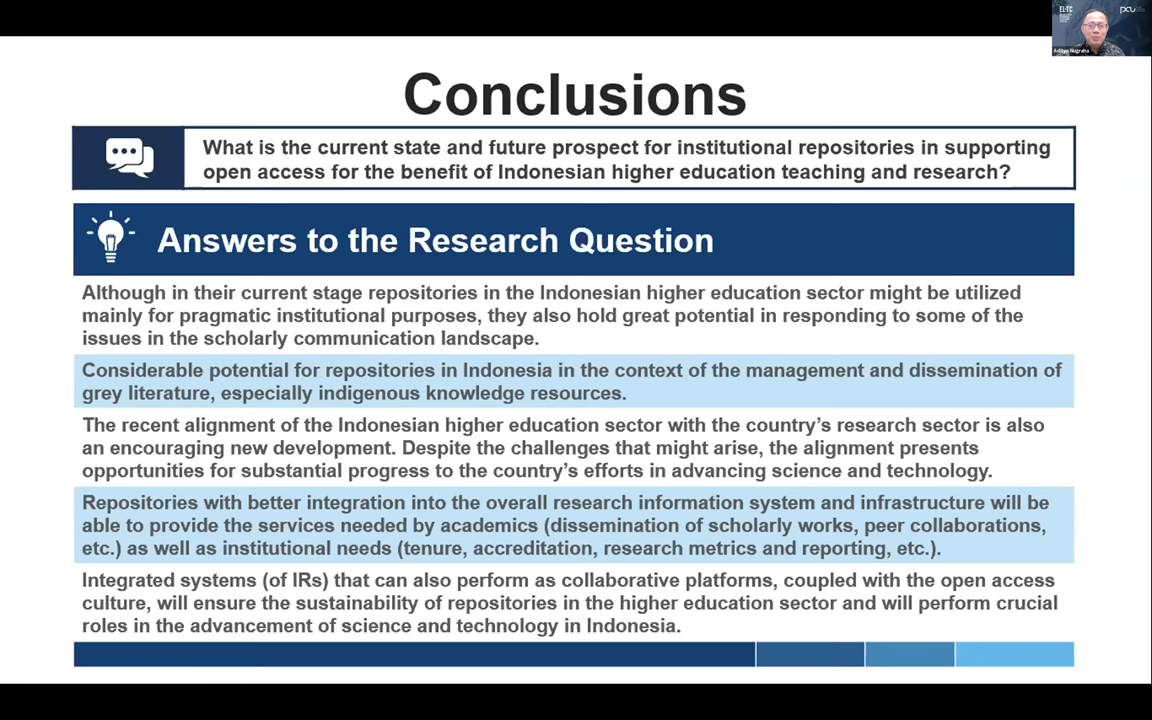 EL-TC
pcu
Aditya Nugraha
Conclusions
What is the current state and future prospect for institutional repositories in supporting
open access for the benefit of Indonesian higher education teaching and research?
Answers to the Research Question
Although in their current stage repositories in the Indonesian higher education sector might be utilized
mainly for pragmatic institutional purposes, they also hold great potential in responding to some of the
issues in the scholarly communication landscape.
Considerable potential for repositories in Indonesia in the context of the management and dissemination of
grey literature, especially indigenous knowledge resources.
The recent alignment of the Indonesian higher education sector with the country’s research sector is also
an encouraging new development. Despite the challenges that might arise, the alignment presents
opportunities for substantial progress to the country’s efforts in advancing science and technology.
Repositories with better integration into the overall research information system and infrastructure will be
able to provide the services needed by academics (dissemination of scholarly works, peer collaborations,
etc.) as well as institutional needs (tenure, accreditation, research metrics and reporting, etc.).
Integrated systems (of IRs) that can also perform as collaborative platforms, coupled with the open access
culture, will ensure the sustainability of repositories in the higher education sector and will perform crucial
roles in the advancement of science and technology in Indonesia.